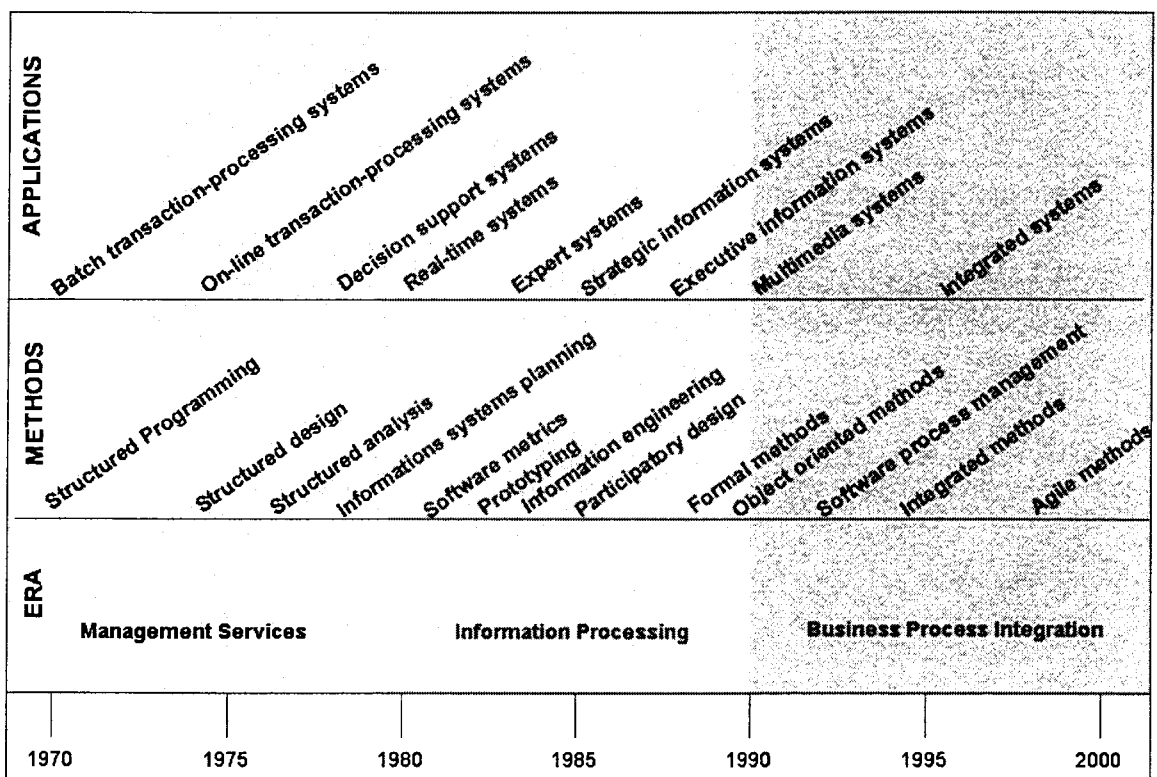 APPLICATIONS
Batch transaction-processing systems
On-line transaction-processing systems
Decision support systems
Real-time systems
Expert systems
Strategic information systems
Executive information systems
Multimedia systems
Integrated systems
METHODS
Structured Programming
Structured design
Structured analysis
Informations systems planning
Software metrics
Prototyping
Information engineering
Participatory design
Formal methods
Object oriented methods
Software process management
Integrated methods
Agile methods
ERA
Management Services
Information Processing
Business Process Integration
1970
1975
1980
1985
1990
1995
2000